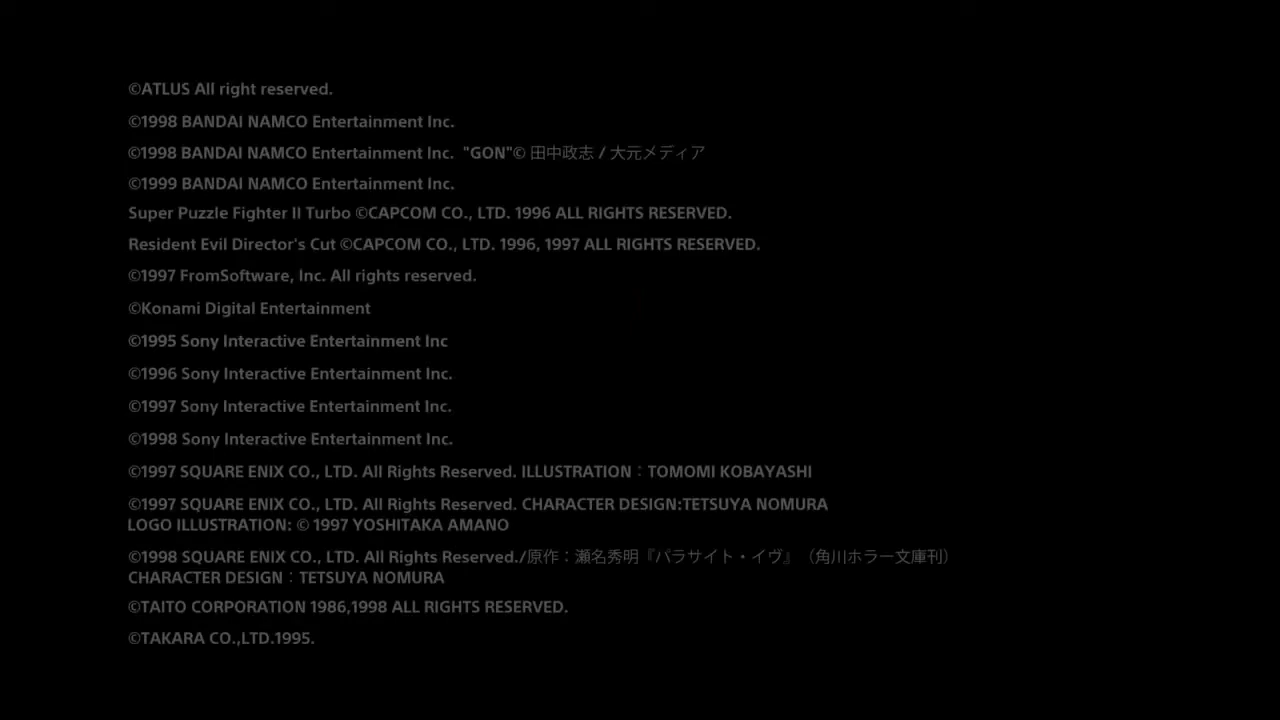 ©ATLUS All right reserved.
©1998 BANDAI NAMCO Entertainment Inc.
©1998 BANDAI NAMCO Entertainment Inc. "GON"© 田中政志 / 大元メディア
©1999 BANDAI NAMCO Entertainment Inc.
Super Puzzle Fighter II Turbo ©CAPCOM CO., LTD. 1996 ALL RIGHTS RESERVED.
Resident Evil Director's Cut ©CAPCOM CO., LTD. 1996, 1997 ALL RIGHTS RESERVED.
©1997 FromSoftware, Inc. All rights reserved.
©Konami Digital Entertainment
©1995 Sony Interactive Entertainment Inc
©1996 Sony Interactive Entertainment Inc.
©1997 Sony Interactive Entertainment Inc.
©1998 Sony Interactive Entertainment Inc.
©1997 SQUARE ENIX CO., LTD. All Rights Reserved. ILLUSTRATION：TOMOMI KOBAYASHI
©1997 SQUARE ENIX CO., LTD. All Rights Reserved. CHARACTER DESIGN:TETSUYA NOMURA
LOGO ILLUSTRATION: © 1997 YOSHITAKA AMANO
©1998 SQUARE ENIX CO., LTD. All Rights Reserved./原作：瀬名秀明『パラサイト・イヴ』（角川ホラー文庫刊）
CHARACTER DESIGN：TETSUYA NOMURA
©TAITO CORPORATION 1986,1998 ALL RIGHTS RESERVED.
©TAKARA CO.,LTD.1995.